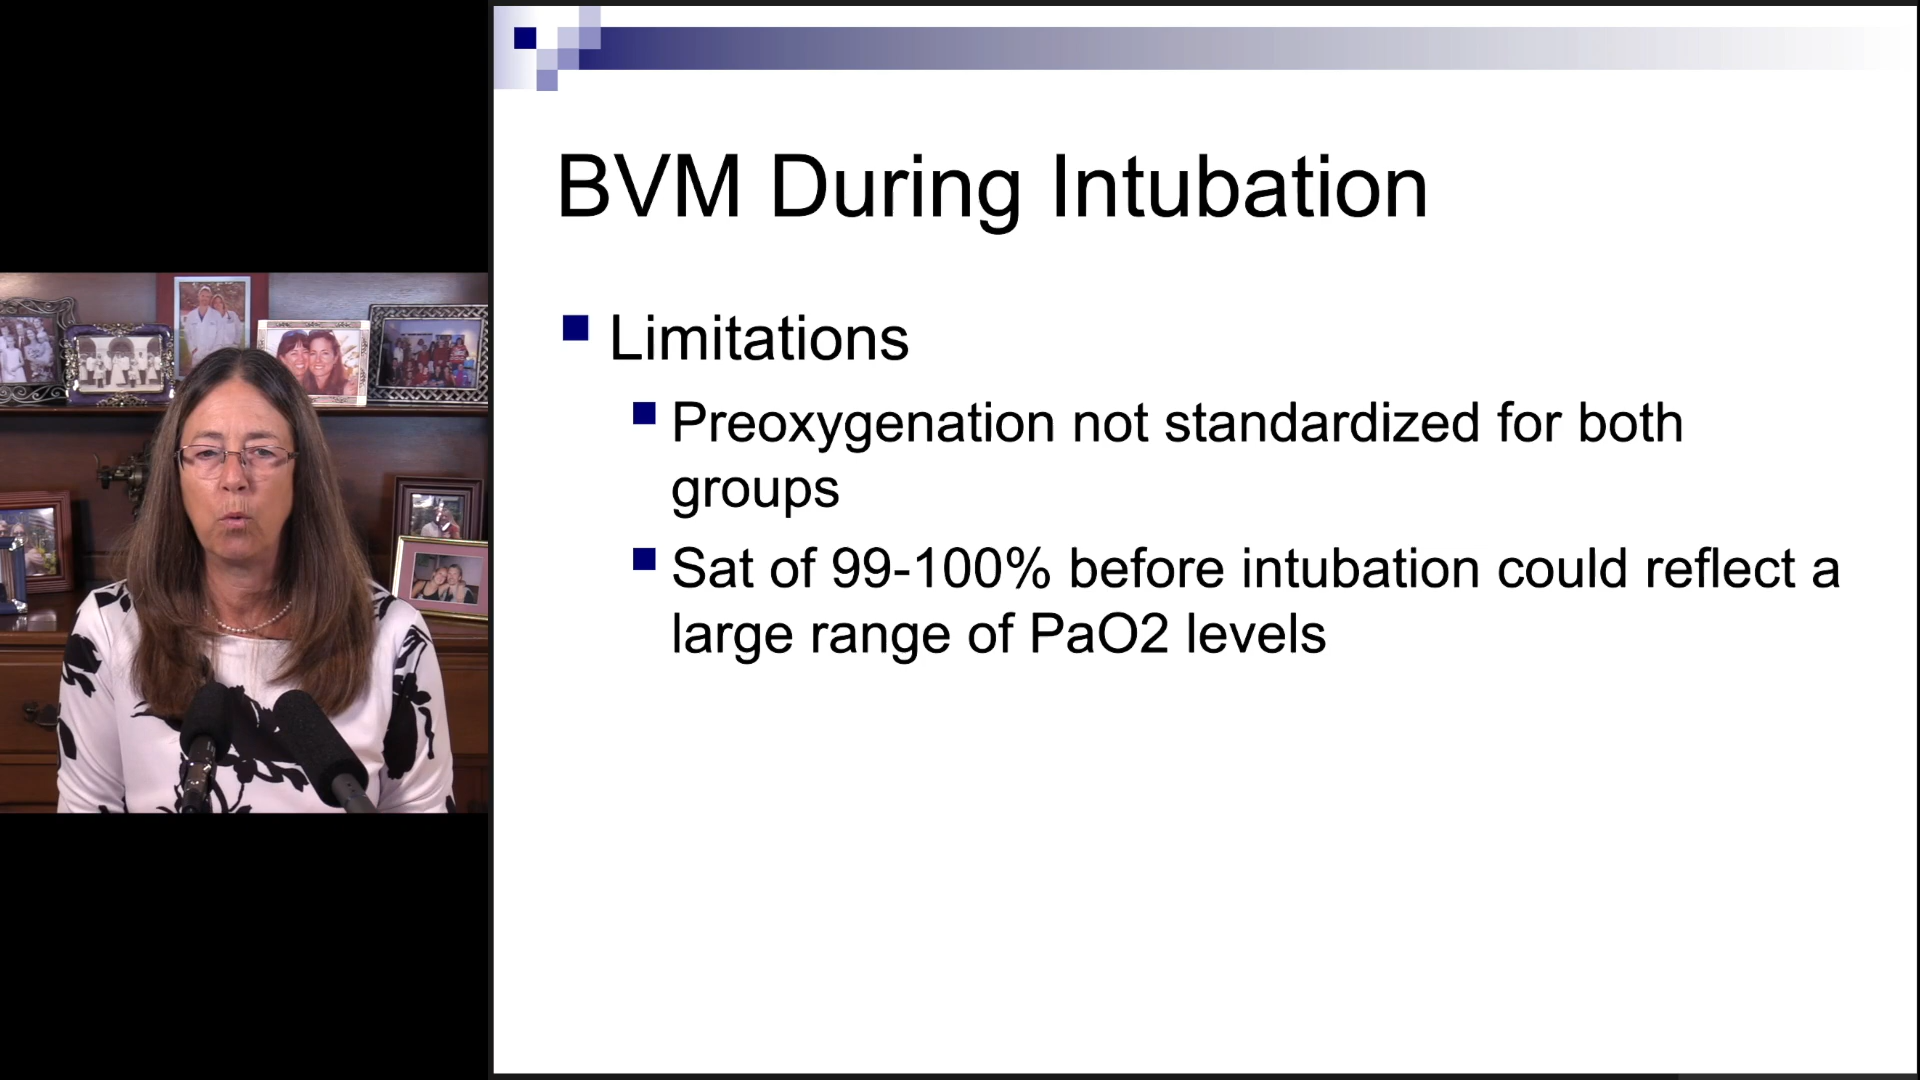 BVM During Intubation
Limitations
Preoxygenation not standardized for both
groups
Sat of 99-100% before intubation could reflect a
large range of PaO2 levels